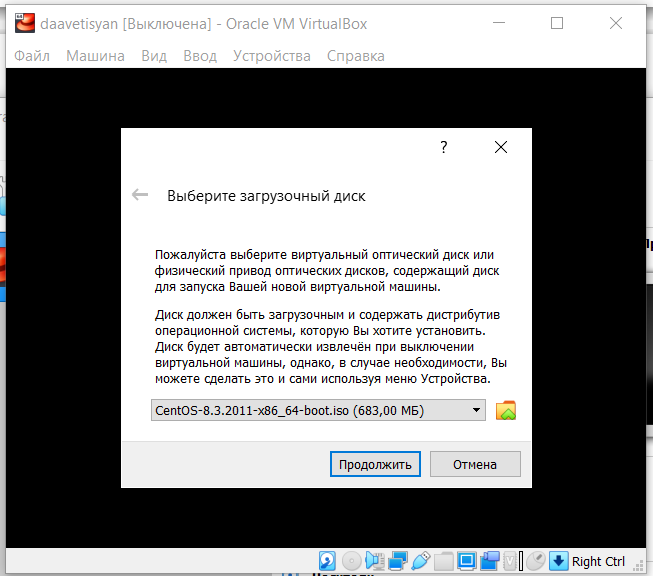 daavetisyan [Выключена] - Oracle VM VirtualBox
Файл Машина Вид Ввод Устройства Справка
?
Выберите загрузочный диск
Пожалуйста выберите виртуальный оптический диск или
физический привод оптических дисков, содержащий диск
для запуска Вашей новой виртуальной машины.
Диск должен быть загрузочным и содержать дистрибутив
операционной системы, которую Вы хотите установить.
Диск будет автоматически извлечён при выключении
виртуальной машины, однако, в случае необходимости, Вы
можете сделать это и сами используя меню Устройства.
CentOS-8.3.2011-x86_64-boot.iso (683,00 МБ)
Продолжить Отмена
Right Ctrl